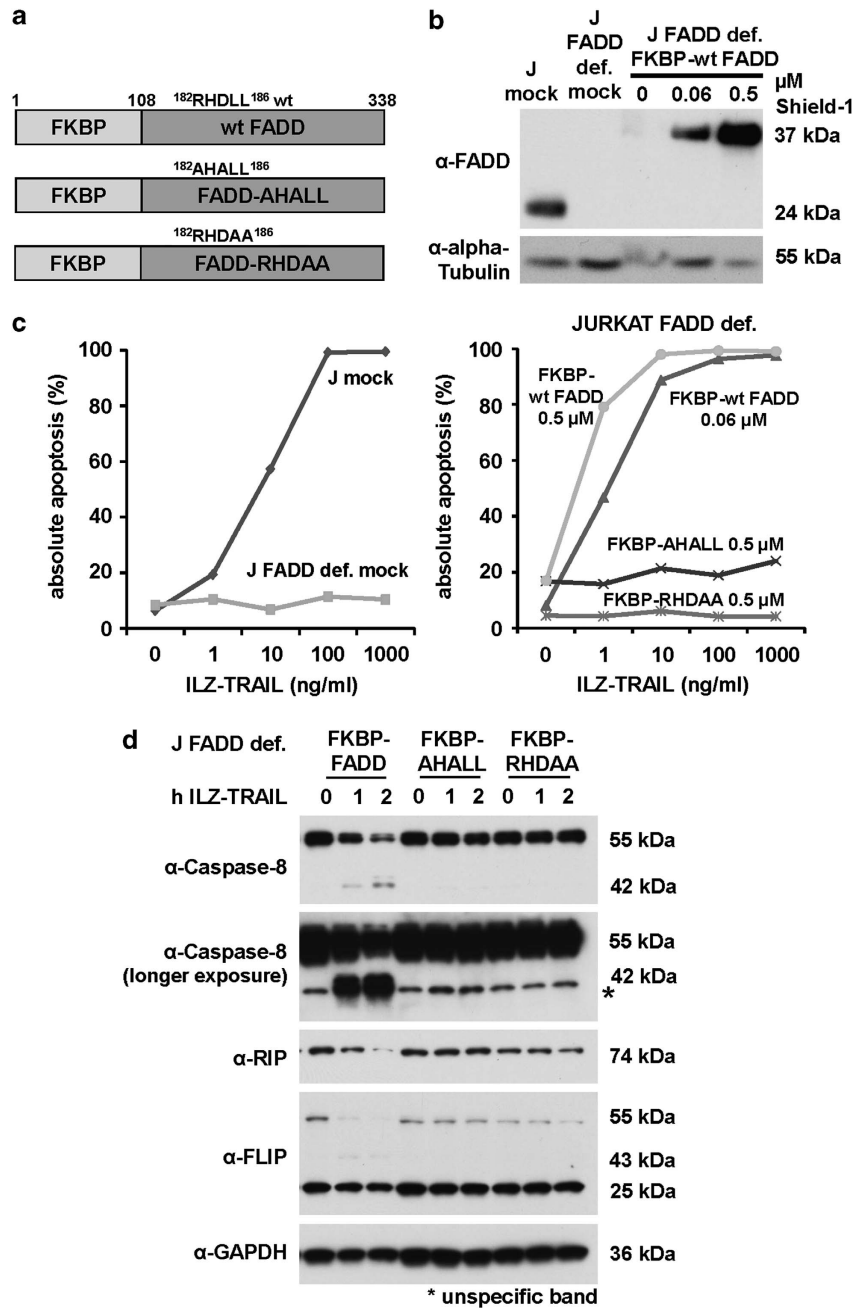 a
1 108 ¹⁸²RHDLL¹⁸⁶ wt 338
FKBP wt FADD
¹⁸²AHALL¹⁸⁶
FKBP FADD-AHALL
¹⁸²RHDAA¹⁸⁶
FKBP FADD-RHDAA
b
J mock
J FADD def. mock
J FADD def.
FKBP-wt FADD
0 0.06 0.5 µM Shield-1
α-FADD
37 kDa
24 kDa
α-alpha-
Tubulin
55 kDa
c
absolute apoptosis (%)
100
80
60
40
20
0
J mock
J FADD def. mock
0 1 10 100 1000
ILZ-TRAIL (ng/ml)
JURKAT FADD def.
absolute apoptosis (%)
100
80
60
40
20
0
FKBP-
wt FADD
0.5 µM
FKBP-wt FADD
0.06 µM
FKBP-AHALL 0.5 µM
FKBP-RHDAA 0.5 µM
0 1 10 100 1000
ILZ-TRAIL (ng/ml)
d
J FADD def.
FKBP-
FADD
FKBP-
AHALL
FKBP-
RHDAA
h ILZ-TRAIL 0 1 2 0 1 2 0 1 2
α-Caspase-8
55 kDa
42 kDa
α-Caspase-8
(longer exposure)
55 kDa
42 kDa
*
α-RIP
74 kDa
α-FLIP
55 kDa
43 kDa
25 kDa
α-GAPDH
36 kDa
* unspecific band